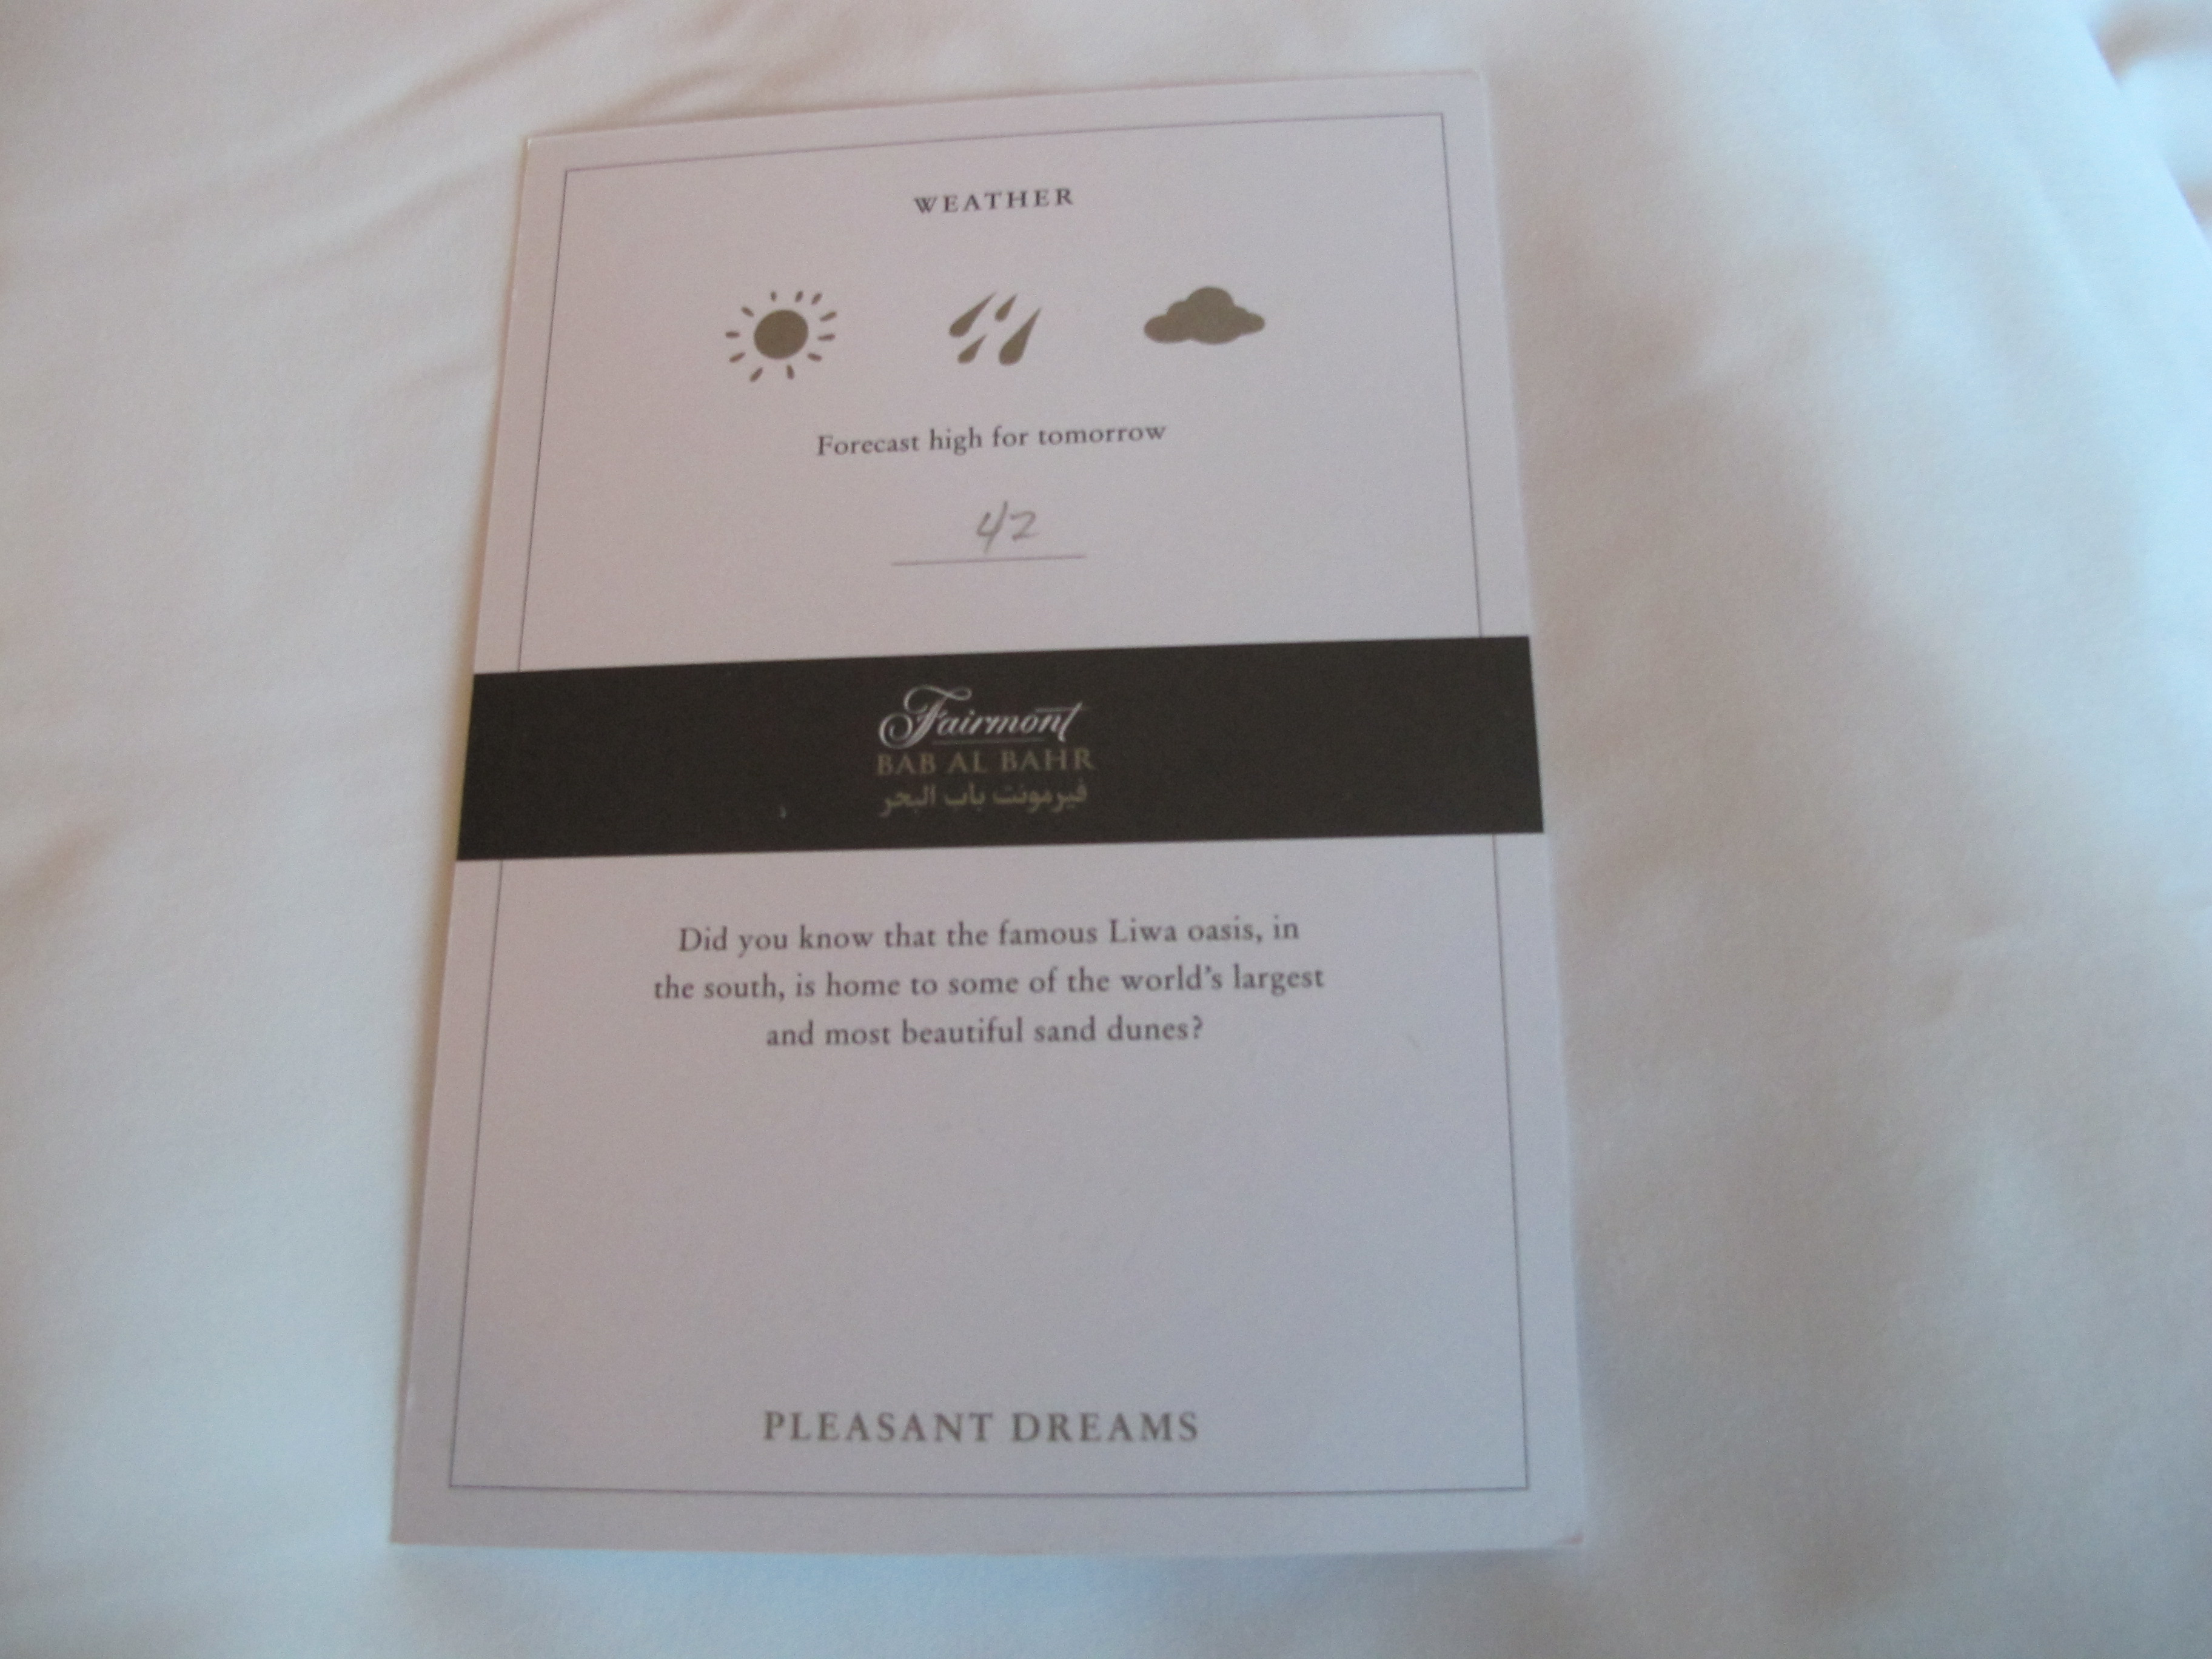 WEATHER
Forecast high for tomorrow
42
Fairmont
BAB AL BAHR
فيرمونت باب البحر
Did you know that the famous Liwa oasis, in
the south, is home to some of the world's largest
and most beautiful sand dunes?
PLEASANT DREAMS